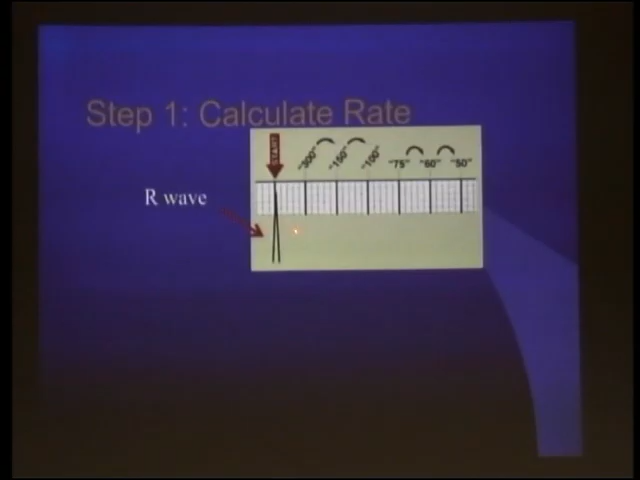 Step 1: Calculate Rate
START
"300" "150" "100" "75" "60" "50"
R wave